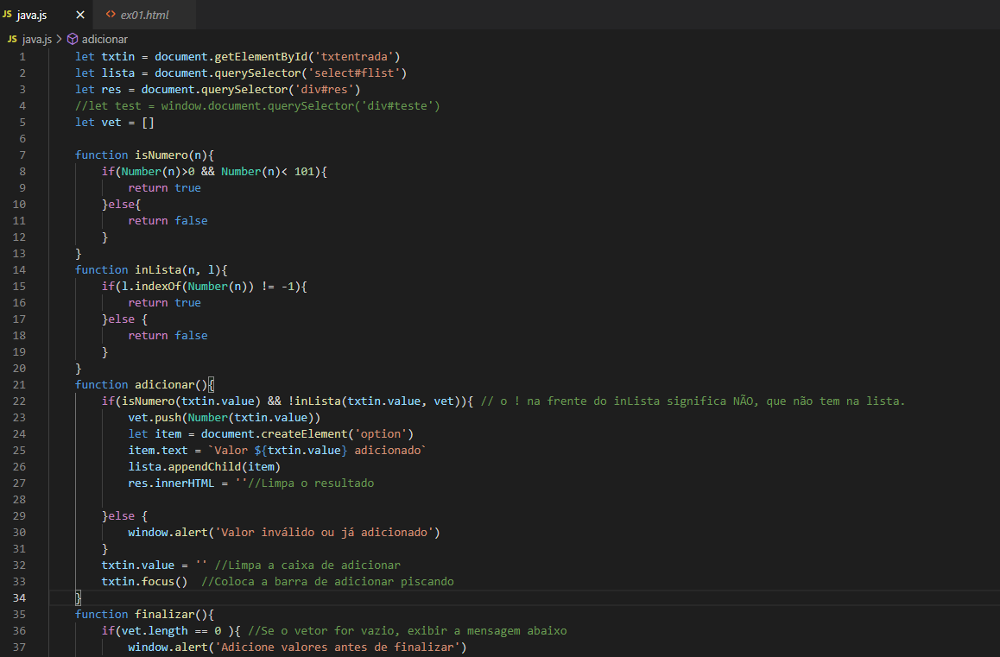 JS java.js × <> ex01.html
JS java.js > adicionar
1 let txtin = document.getElementById('txtentrada')
2 let lista = document.querySelector('select#flist')
3 let res = document.querySelector('div#res')
4 //let test = window.document.querySelector('div#teste')
5 let vet = []
6
7 function isNumero(n){
8 if(Number(n)>0 && Number(n)< 101){
9 return true
10 }else{
11 return false
12 }
13 }
14 function inLista(n, l){
15 if(l.indexOf(Number(n)) != -1){
16 return true
17 }else {
18 return false
19 }
20 }
21 function adicionar(){
22 if(isNumero(txtin.value) && !inLista(txtin.value, vet)){ // o ! na frente do inLista significa NÃO, que não tem na lista.
23 vet.push(Number(txtin.value))
24 let item = document.createElement('option')
25 item.text = `Valor ${txtin.value} adicionado`
26 lista.appendChild(item)
27 res.innerHTML = ''//Limpa o resultado
28
29 }else {
30 window.alert('Valor inválido ou já adicionado')
31 }
32 txtin.value = '' //Limpa a caixa de adicionar
33 txtin.focus() //Coloca a barra de adicionar piscando
34 }
35 function finalizar(){
36 if(vet.length == 0 ){ //Se o vetor for vazio, exibir a mensagem abaixo
37 window.alert('Adicione valores antes de finalizar')